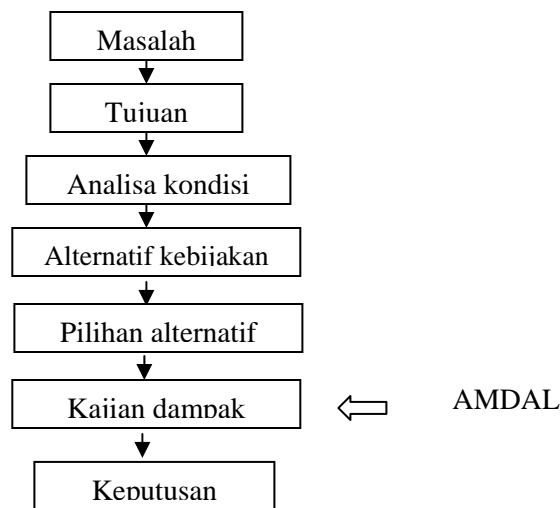 Masalah
Tujuan
Analisa kondisi
Alternatif kebijakan
Pilihan alternatif
Kajian dampak
AMDAL
Keputusan